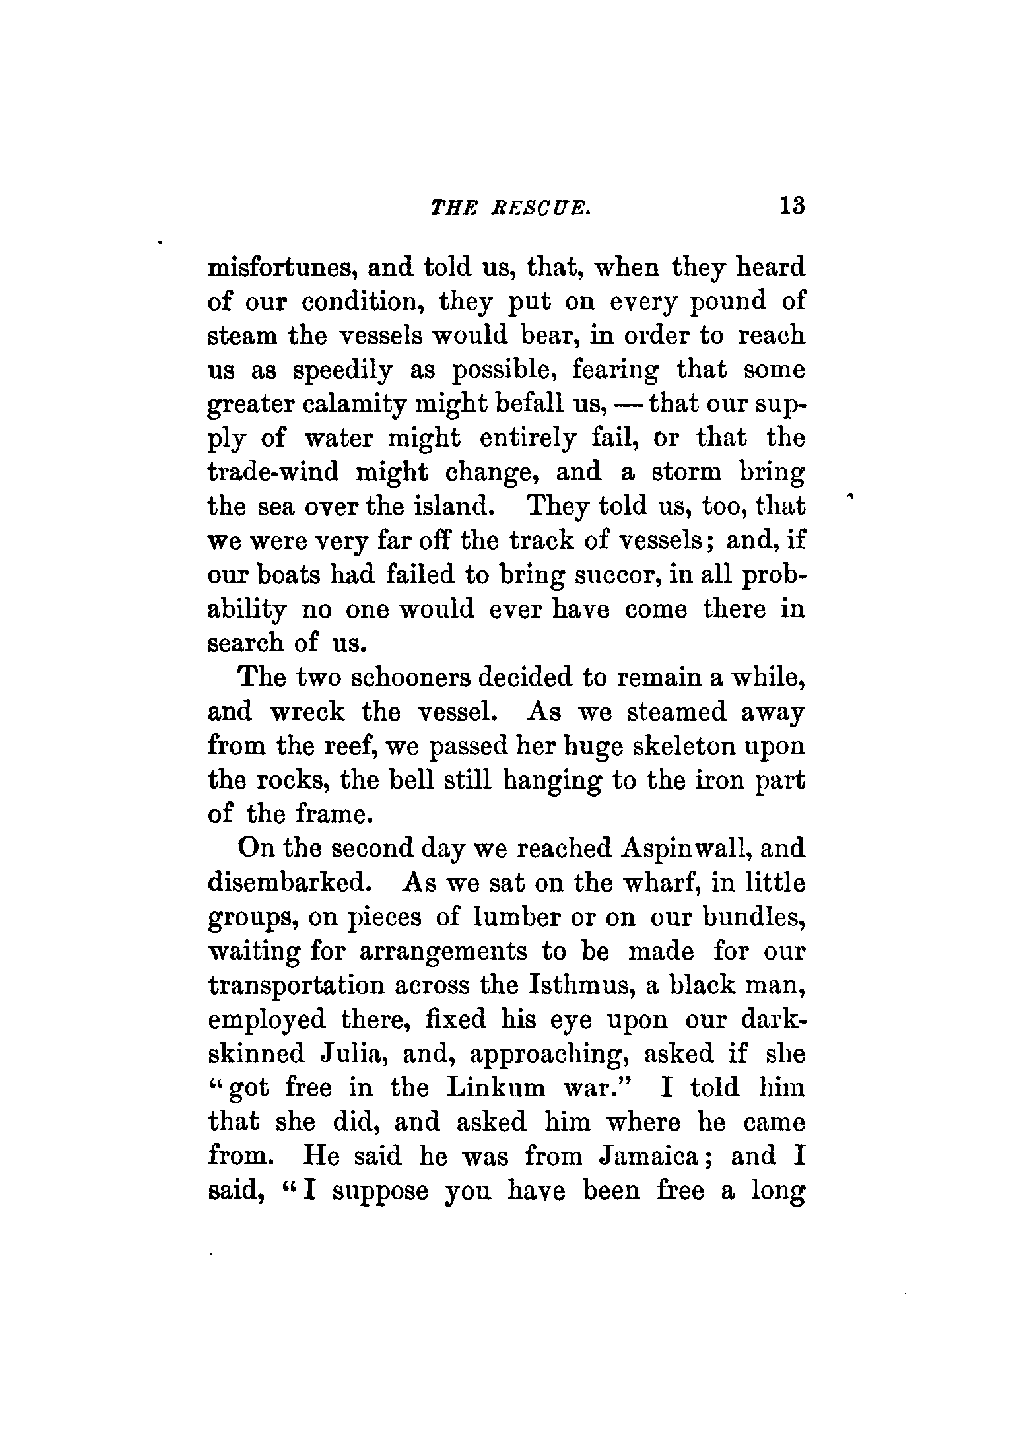 THE RESCUE. 13
misfortunes, and told us, that, when they heard
of our condition, they put on every pound of
steam the vessels would bear, in order to reach
us as speedily as possible, fearing that some
greater calamity might befall us, — that our sup-
ply of water might entirely fail, or that the
trade-wind might change, and a storm bring
the sea over the island. They told us, too, that
we were very far off the track of vessels; and, if
our boats had failed to bring succor, in all prob-
ability no one would ever have come there in
search of us.
The two schooners decided to remain a while,
and wreck the vessel. As we steamed away
from the reef, we passed her huge skeleton upon
the rocks, the bell still hanging to the iron part
of the frame.
On the second day we reached Aspinwall, and
disembarked. As we sat on the wharf, in little
groups, on pieces of lumber or on our bundles,
waiting for arrangements to be made for our
transportation across the Isthmus, a black man,
employed there, fixed his eye upon our dark-
skinned Julia, and, approaching, asked if she
“got free in the Linkum war.” I told him
that she did, and asked him where he came
from. He said he was from Jamaica; and I
said, “I suppose you have been free a long